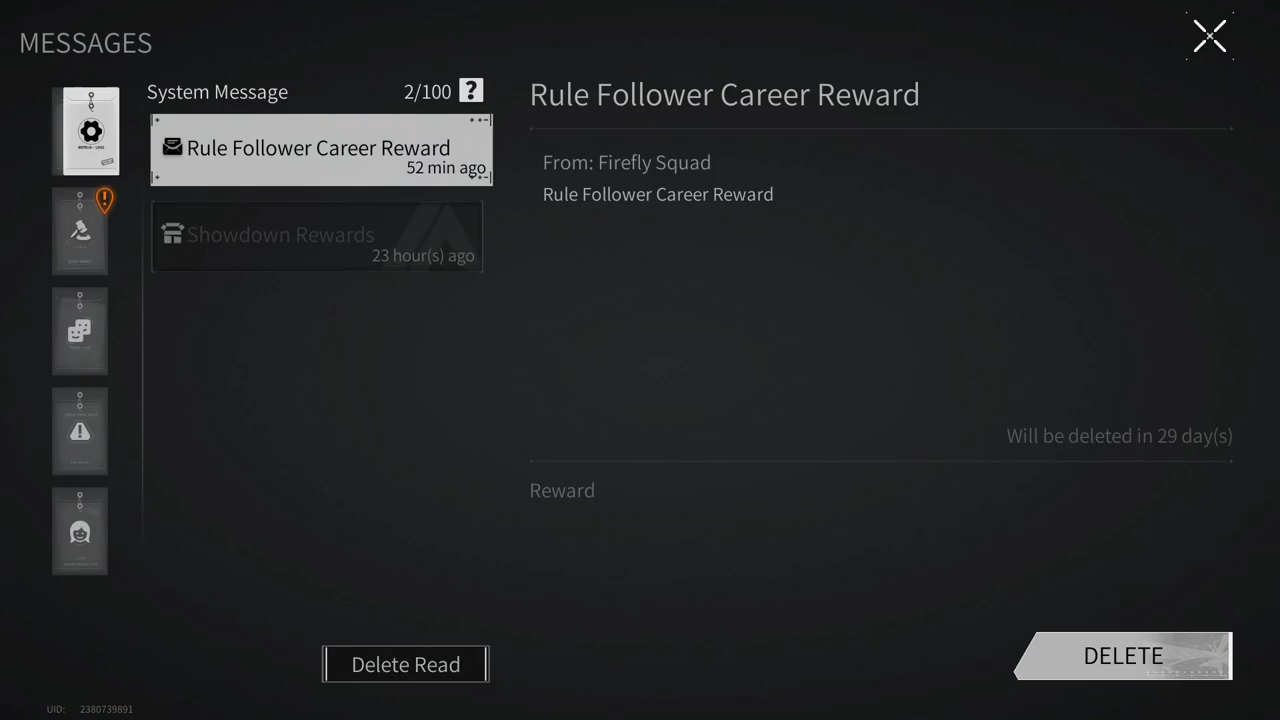 MESSAGES
System Message 2/100 ?
Rule Follower Career Reward
52 min ago
Showdown Rewards
23 hour(s) ago
Delete Read
Rule Follower Career Reward
From: Firefly Squad
Rule Follower Career Reward
Will be deleted in 29 day(s)
Reward
DELETE
UID: 2380739891